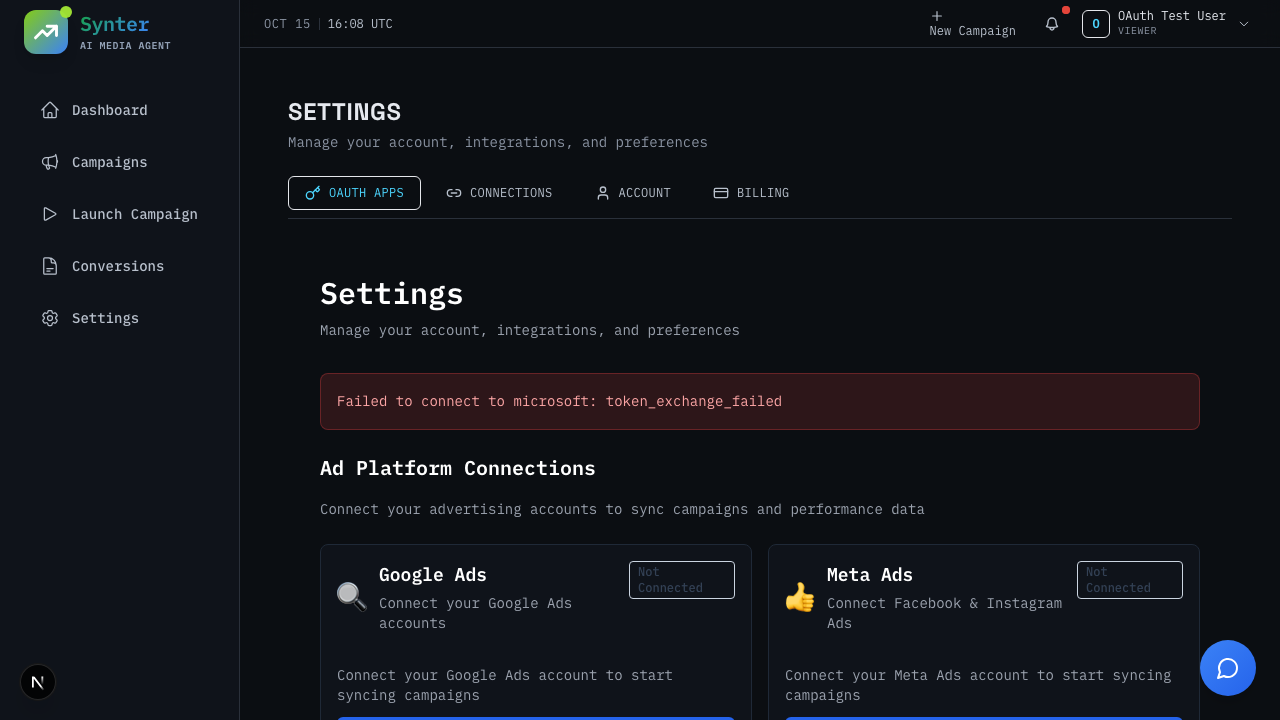 Synter
AI MEDIA AGENT
Dashboard
Campaigns
Launch Campaign
Conversions
Settings
OCT 15 16:08 UTC
New Campaign
O
OAuth Test User
VIEWER
SETTINGS
Manage your account, integrations, and preferences
OAUTH APPS
CONNECTIONS
ACCOUNT
BILLING
Settings
Manage your account, integrations, and preferences
Failed to connect to microsoft: token_exchange_failed
Ad Platform Connections
Connect your advertising accounts to sync campaigns and performance data
Google Ads
Connect your Google Ads
accounts
Not
Connected
Connect your Google Ads account to start
syncing campaigns
Meta Ads
Connect Facebook & Instagram
Ads
Not
Connected
Connect your Meta Ads account to start syncing
campaigns
N